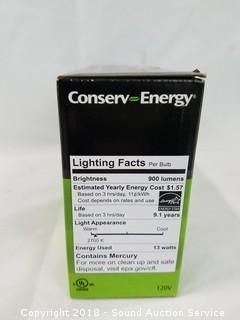 Conserv Energy®
Lighting Facts Per Bulb
Brightness 900 lumens
Estimated Yearly Energy Cost $1.57
Based on 3 hrs/day, 11¢/kWh
Cost depends on rates and use
ENERGY STAR
Life
Based on 3 hrs/day 9.1 years
Light Appearance
Warm Cool
2700 K
Energy Used 13 watts
Contains Mercury
For more on clean up and safe
disposal, visit epa.gov/cfl.
UL
120V
Copyright 2018 - Sound Auction Service